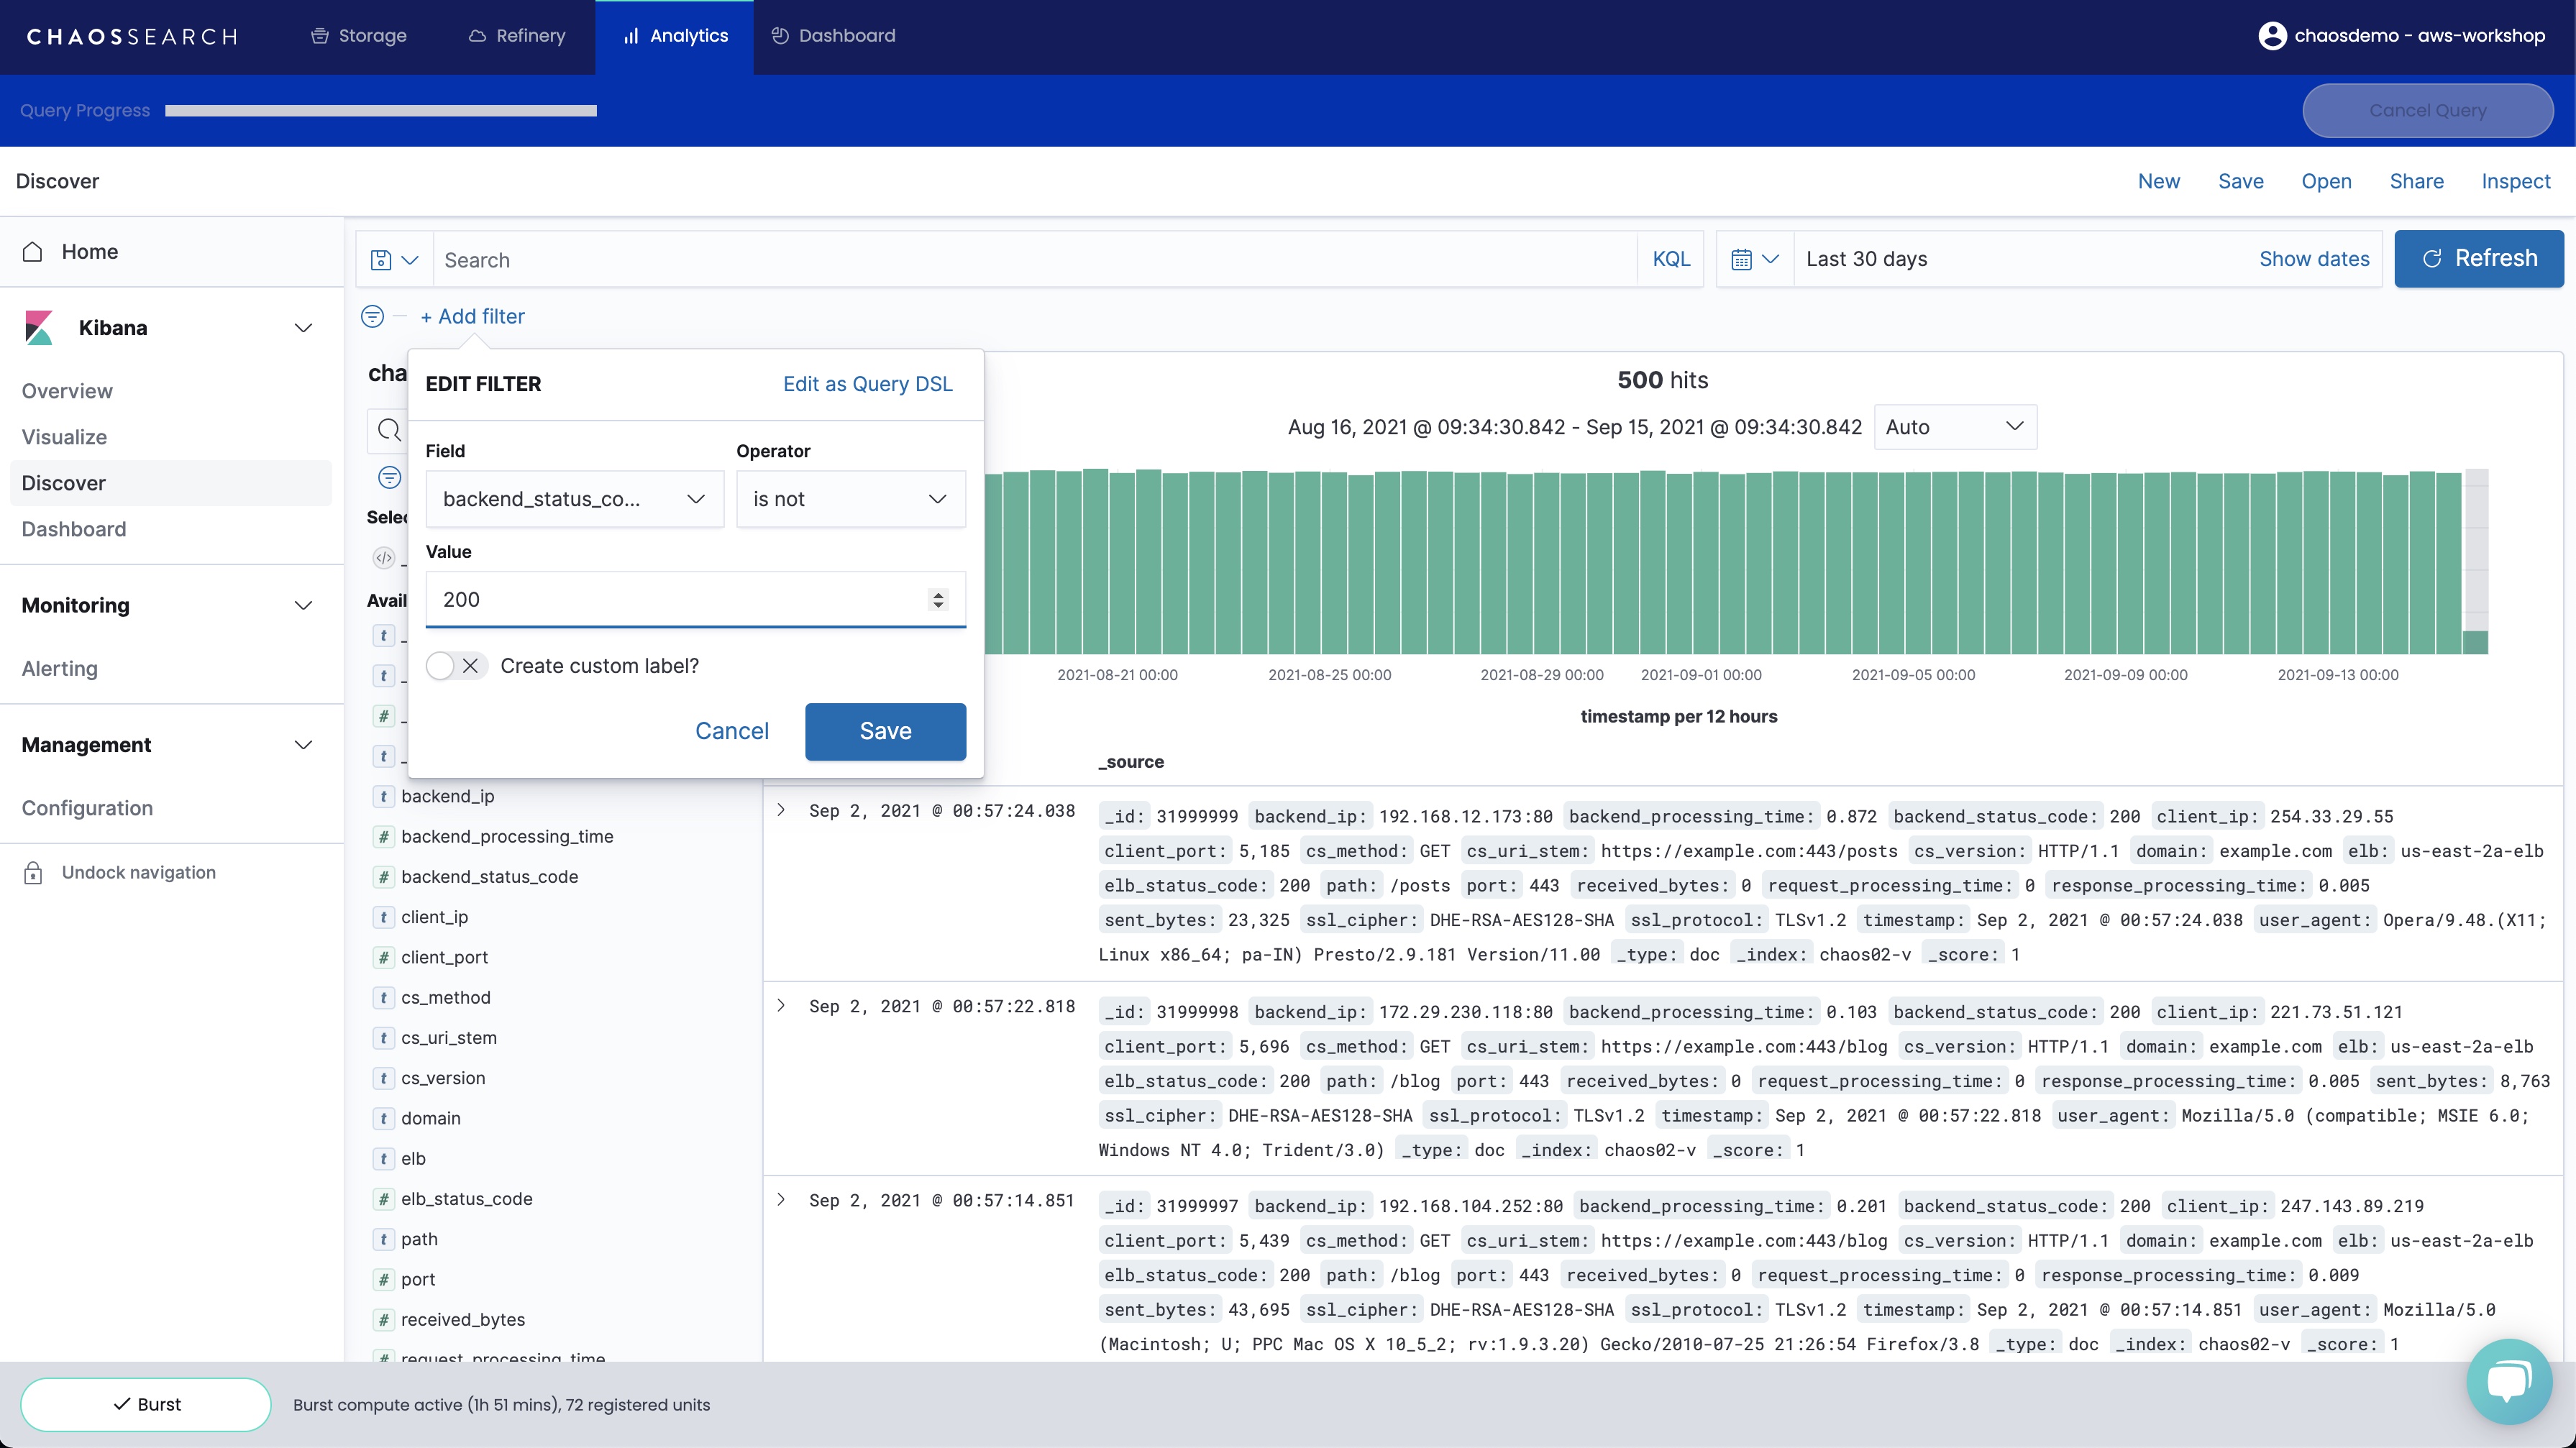 CHAOSSEARCH
Storage
Refinery
Analytics
Dashboard
chaosdemo - aws-workshop
Query Progress
Cancel Query
Discover
New
Save
Open
Share
Inspect
Home
Kibana
Overview
Visualize
Discover
Dashboard
Monitoring
Alerting
Management
Configuration
Undock navigation
Search
KQL
Last 30 days
Show dates
Refresh
+ Add filter
cha
EDIT FILTER
Edit as Query DSL
Field
Operator
backend_status_co...
is not
Value
200
Create custom label?
Cancel
Save
Selec
Avail
t _
t _
# _
t _
t backend_ip
# backend_processing_time
# backend_status_code
t client_ip
# client_port
t cs_method
t cs_uri_stem
t cs_version
t domain
t elb
# elb_status_code
t path
# port
# received_bytes
# request_processing_time
500 hits
Aug 16, 2021 @ 09:34:30.842 - Sep 15, 2021 @ 09:34:30.842
Auto
2021-08-21 00:00
2021-08-25 00:00
2021-08-29 00:00
2021-09-01 00:00
2021-09-05 00:00
2021-09-09 00:00
2021-09-13 00:00
timestamp per 12 hours
_source
Sep 2, 2021 @ 00:57:24.038
_id: 31999999 backend_ip: 192.168.12.173:80 backend_processing_time: 0.872 backend_status_code: 200 client_ip: 254.33.29.55
client_port: 5,185 cs_method: GET cs_uri_stem: https://example.com:443/posts cs_version: HTTP/1.1 domain: example.com elb: us-east-2a-elb
elb_status_code: 200 path: /posts port: 443 received_bytes: 0 request_processing_time: 0 response_processing_time: 0.005
sent_bytes: 23,325 ssl_cipher: DHE-RSA-AES128-SHA ssl_protocol: TLSv1.2 timestamp: Sep 2, 2021 @ 00:57:24.038 user_agent: Opera/9.48.(X11;
Linux x86_64; pa-IN) Presto/2.9.181 Version/11.00 _type: doc _index: chaos02-v _score: 1
Sep 2, 2021 @ 00:57:22.818
_id: 31999998 backend_ip: 172.29.230.118:80 backend_processing_time: 0.103 backend_status_code: 200 client_ip: 221.73.51.121
client_port: 5,696 cs_method: GET cs_uri_stem: https://example.com:443/blog cs_version: HTTP/1.1 domain: example.com elb: us-east-2a-elb
elb_status_code: 200 path: /blog port: 443 received_bytes: 0 request_processing_time: 0 response_processing_time: 0.005 sent_bytes: 8,763
ssl_cipher: DHE-RSA-AES128-SHA ssl_protocol: TLSv1.2 timestamp: Sep 2, 2021 @ 00:57:22.818 user_agent: Mozilla/5.0 (compatible; MSIE 6.0;
Windows NT 4.0; Trident/3.0) _type: doc _index: chaos02-v _score: 1
Sep 2, 2021 @ 00:57:14.851
_id: 31999997 backend_ip: 192.168.104.252:80 backend_processing_time: 0.201 backend_status_code: 200 client_ip: 247.143.89.219
client_port: 5,439 cs_method: GET cs_uri_stem: https://example.com:443/blog cs_version: HTTP/1.1 domain: example.com elb: us-east-2a-elb
elb_status_code: 200 path: /blog port: 443 received_bytes: 0 request_processing_time: 0 response_processing_time: 0.009
sent_bytes: 43,695 ssl_cipher: DHE-RSA-AES128-SHA ssl_protocol: TLSv1.2 timestamp: Sep 2, 2021 @ 00:57:14.851 user_agent: Mozilla/5.0
(Macintosh; U; PPC Mac OS X 10_5_2; rv:1.9.3.20) Gecko/2010-07-25 21:26:54 Firefox/3.8 _type: doc _index: chaos02-v _score: 1
Burst
Burst compute active (1h 51 mins), 72 registered units